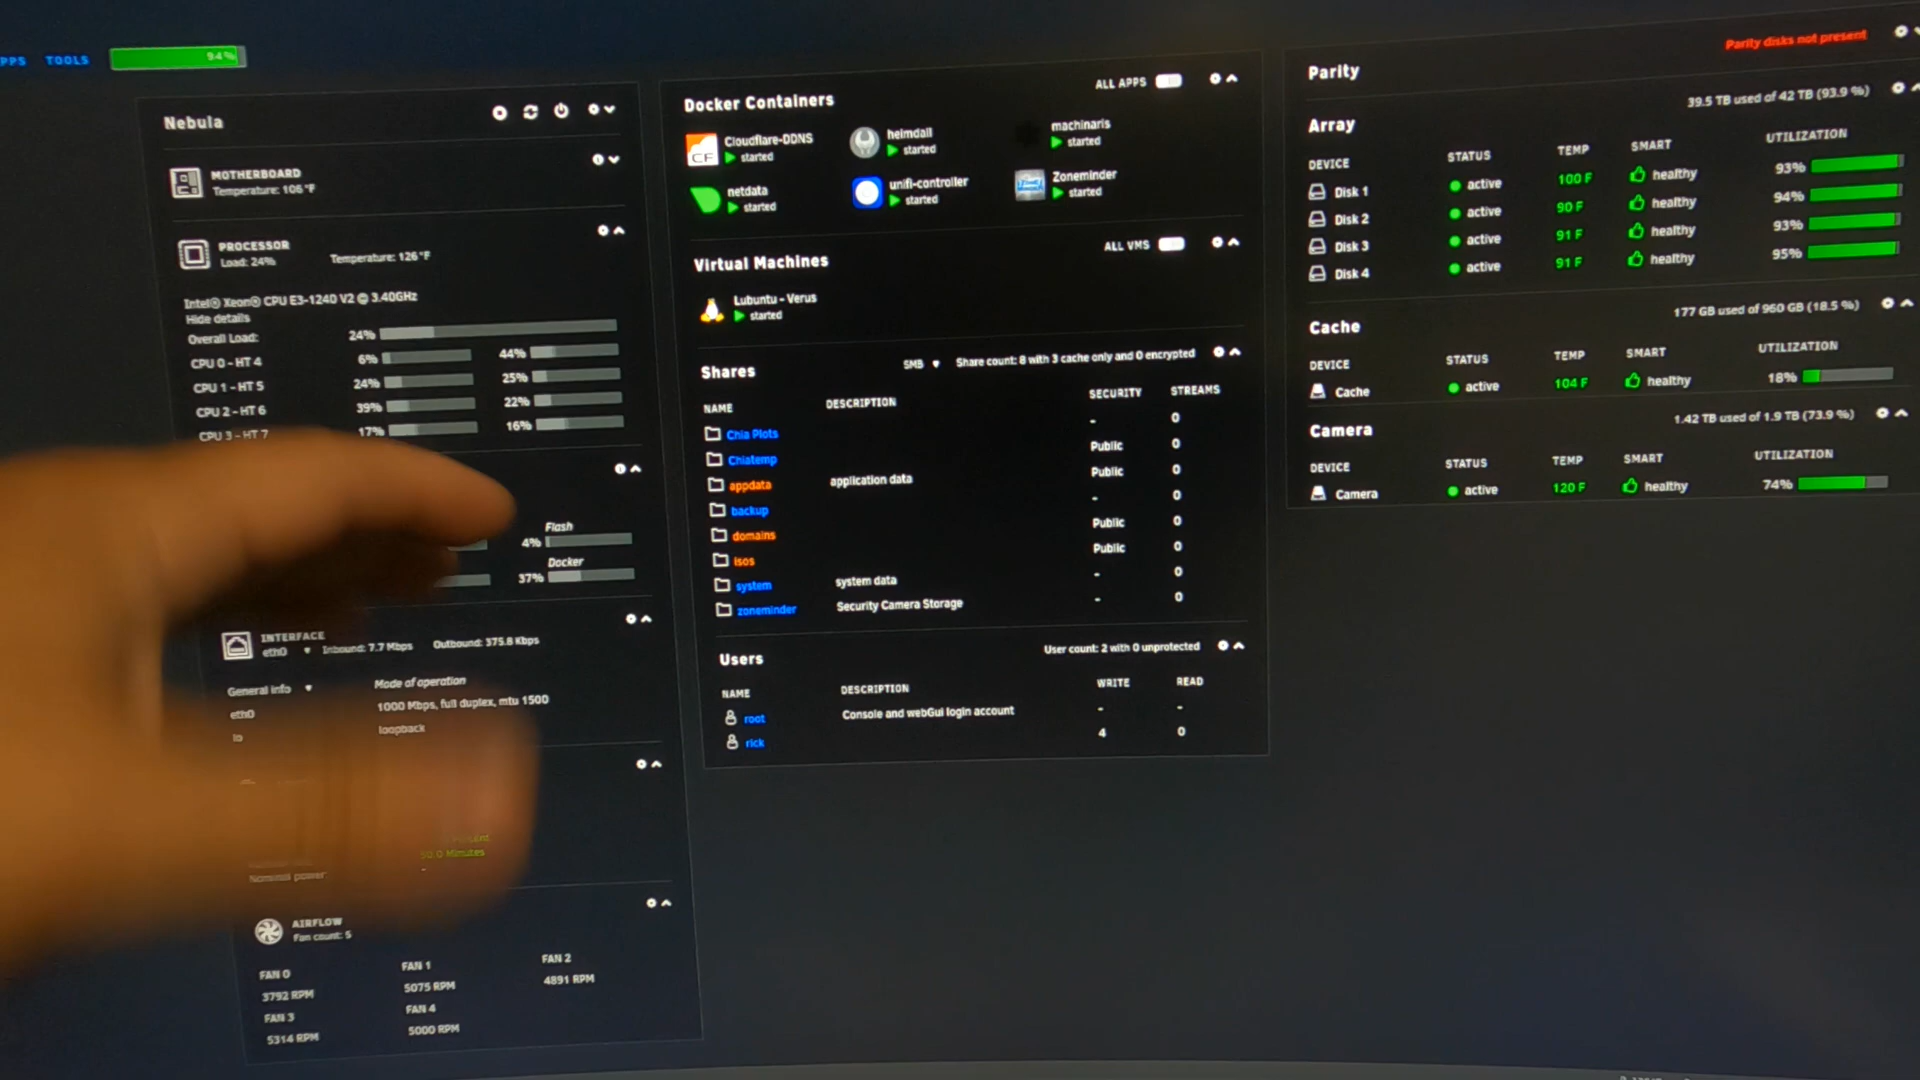 PPS TOOLS 94%
Nebula
MOTHERBOARD
Temperature: 105 °F
PROCESSOR
Load: 24% Temperature: 126 °F
Intel® Xeon® CPU E3-1240 V2 @ 3.40GHz
Hide details
Overall Load: 24%
CPU 0 - HT 4 6% 44%
CPU 1 - HT 5 24% 25%
CPU 2 - HT 6 39% 22%
CPU 3 - HT 7 17% 16%
Flash
4%
Docker
37%
INTERFACE
eth0 Inbound: 7.7 Mbps Outbound: 375.8 Kbps
General info Mode of operation
eth0 1000 Mbps, full duplex, mtu 1500
lo loopback
50.0 Minutes
Nominal power -
AIRFLOW
Fan count: 5
FAN 0 FAN 1 FAN 2
3792 RPM 5075 RPM 4891 RPM
FAN 3 FAN 4
5314 RPM 5000 RPM
Docker Containers ALL APPS
Cloudflare-DDNS heimdall machinaris
started started started
netdata unifi-controller Zoneminder
started started started
Virtual Machines ALL VMS
Lubuntu - Verus
started
Shares SMB Share count: 8 with 3 cache only and 0 encrypted
NAME DESCRIPTION SECURITY STREAMS
Chia Plots - 0
Chiatemp Public 0
appdata application data Public 0
backup - 0
domains Public 0
isos Public 0
system system data - 0
zoneminder Security Camera Storage - 0
Users User count: 2 with 0 unprotected
NAME DESCRIPTION WRITE READ
root Console and webGui login account - -
rick 4 0
Parity Parity disks not present
Array 39.5 TB used of 42 TB (93.9 %)
DEVICE STATUS TEMP SMART UTILIZATION
Disk 1 active 100 F healthy 93%
Disk 2 active 90 F healthy 94%
Disk 3 active 91 F healthy 93%
Disk 4 active 91 F healthy 95%
Cache 177 GB used of 960 GB (18.5 %)
DEVICE STATUS TEMP SMART UTILIZATION
Cache active 104 F healthy 18%
Camera 1.42 TB used of 1.9 TB (73.9 %)
DEVICE STATUS TEMP SMART UTILIZATION
Camera active 120 F healthy 74%